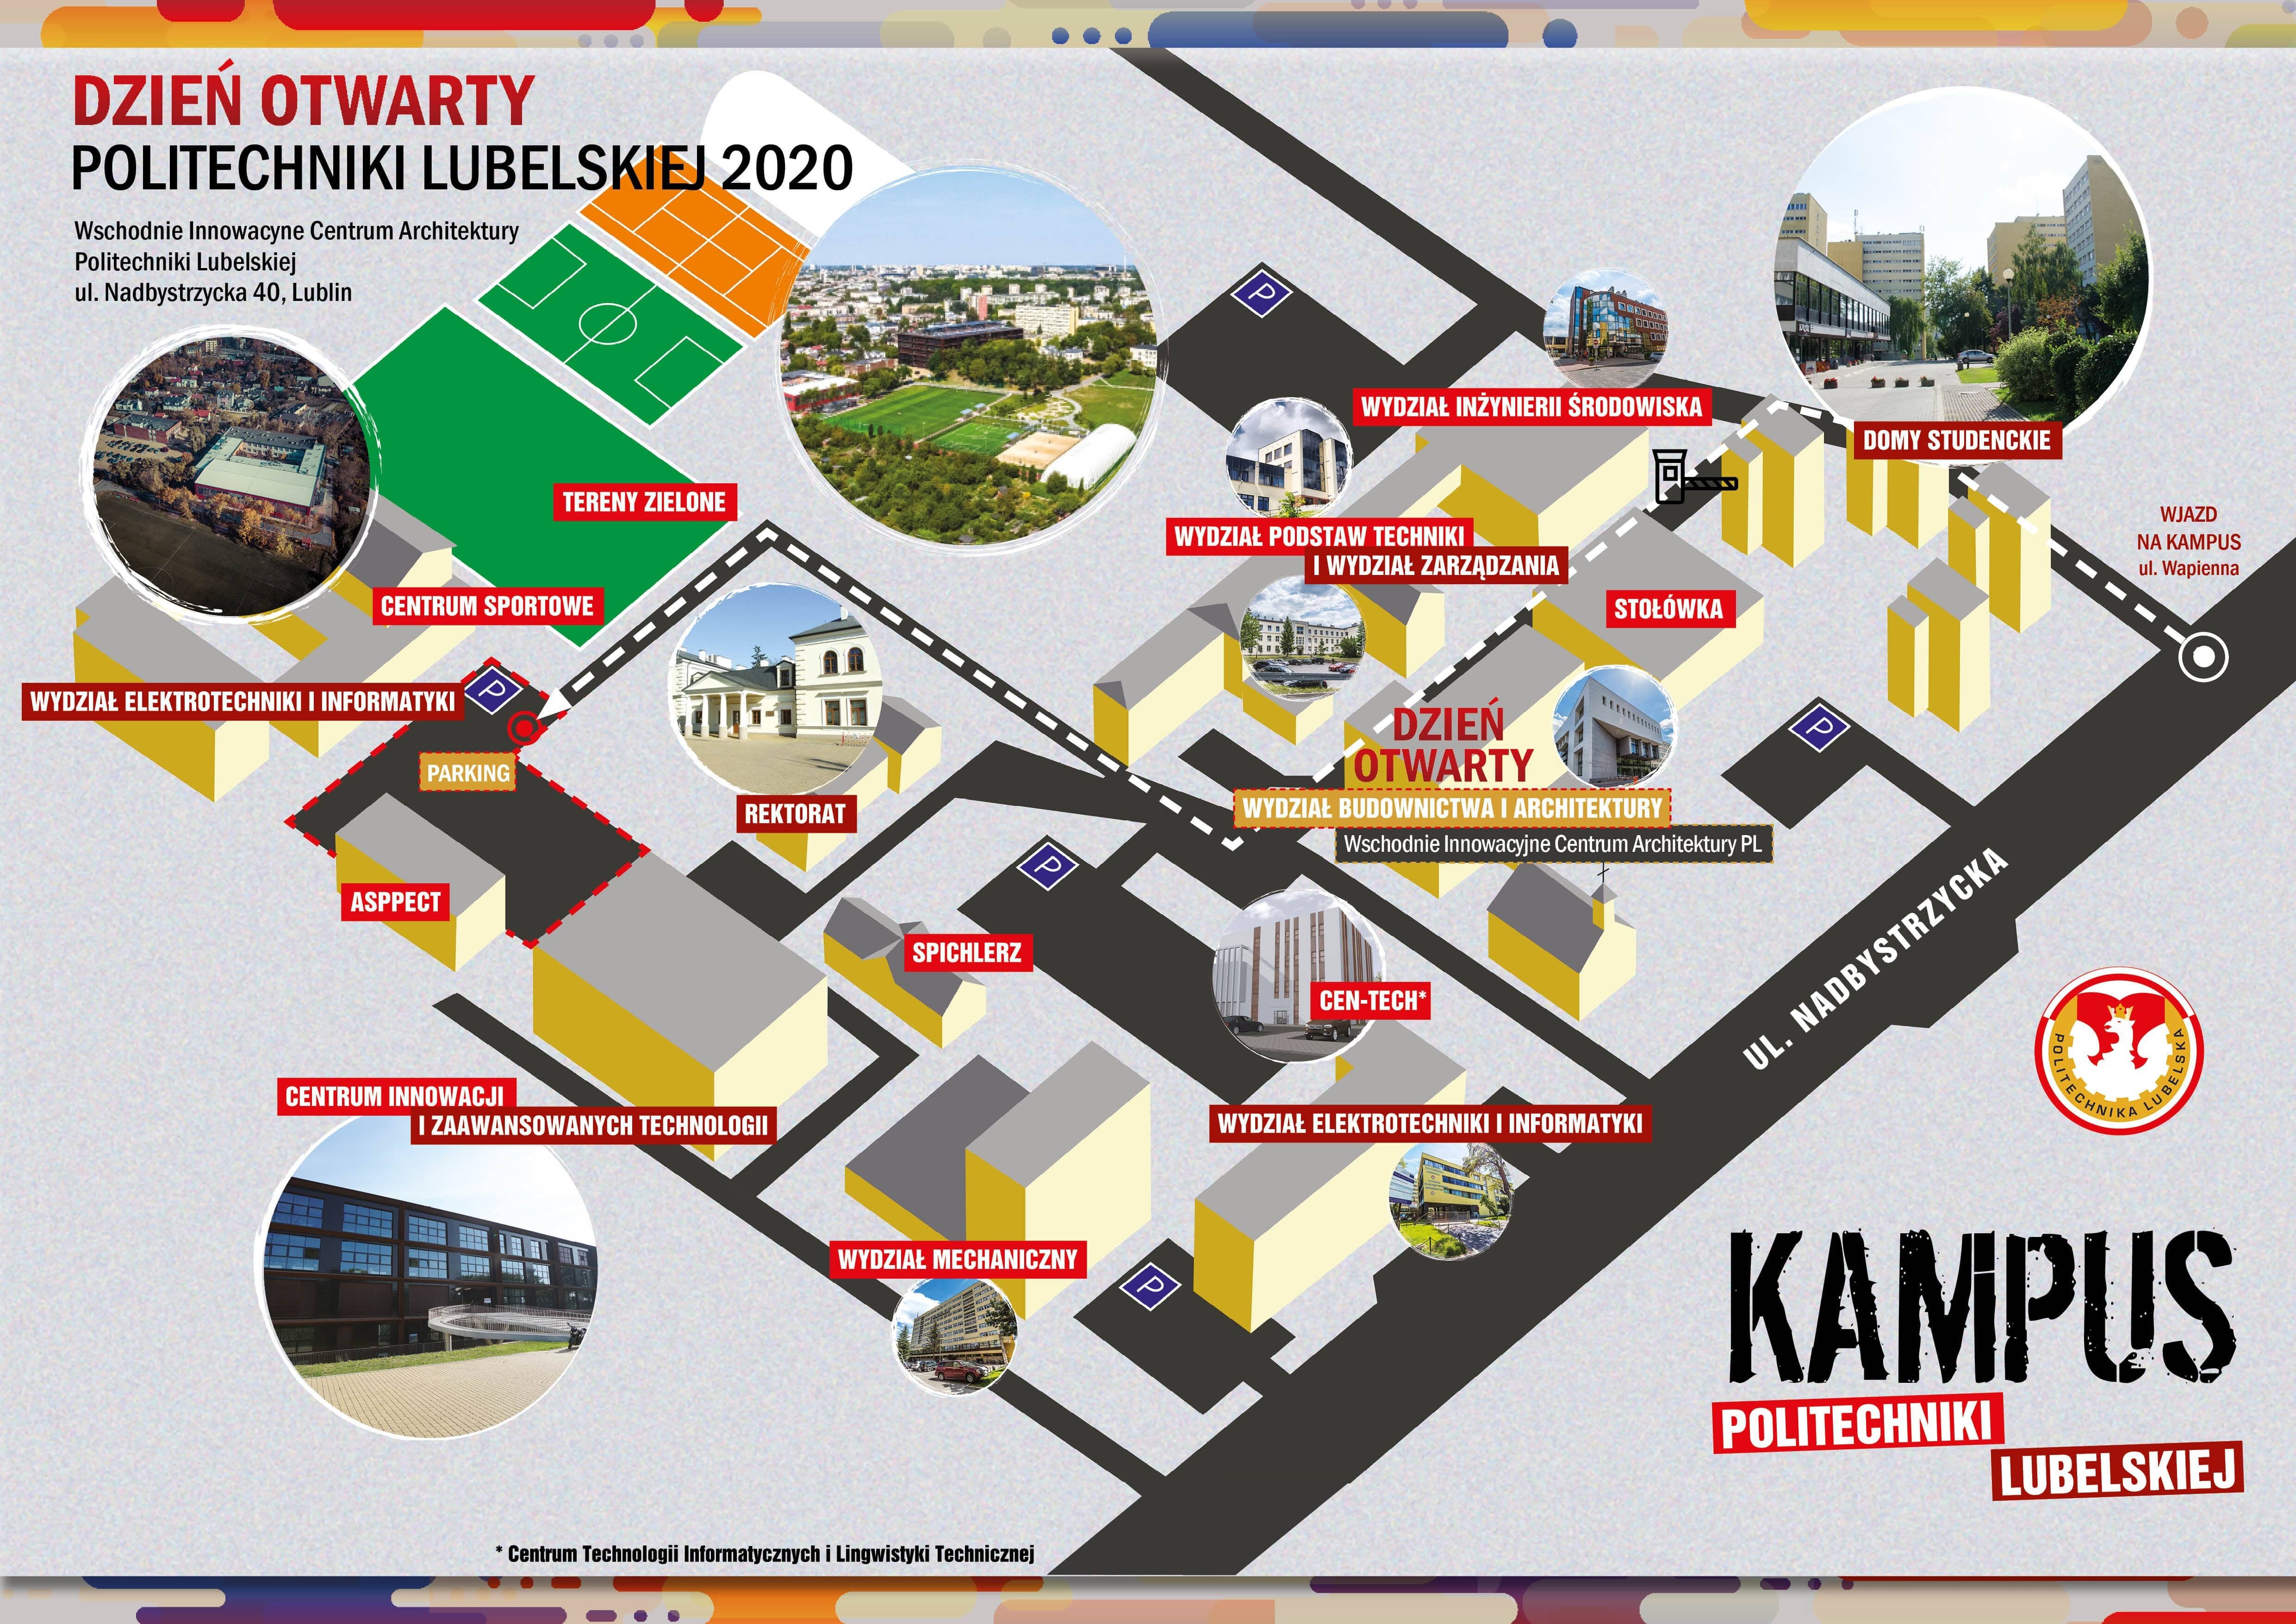 DZIEŃ OTWARTY
POLITECHNIKI LUBELSKIEJ 2020
Wschodnie Innowacyne Centrum Architektury
Politechniki Lubelskiej
ul. Nadbystrzycka 40, Lublin
P
WYDZIAŁ INŻYNIERII ŚRODOWISKA
DOMY STUDENCKIE
TERENY ZIELONE
WYDZIAŁ PODSTAW TECHNIKI
I WYDZIAŁ ZARZĄDZANIA
WJAZD
NA KAMPUS
ul. Wapienna
CENTRUM SPORTOWE
STOŁÓWKA
WYDZIAŁ ELEKTROTECHNIKI I INFORMATYKI
P
PARKING
REKTORAT
DZIEŃ
OTWARTY
WYDZIAŁ BUDOWNICTWA I ARCHITEKTURY
Wschodnie Innowacyjne Centrum Architektury PL
P
P
ASPPECT
SPICHLERZ
CEN-TECH*
UL. NADBYSTRZYCKA
POLITECHNIKA LUBELSKA
CENTRUM INNOWACJI
I ZAAWANSOWANYCH TECHNOLOGII
WYDZIAŁ ELEKTROTECHNIKI I INFORMATYKI
WYDZIAŁ MECHANICZNY
P
KAMPUS
POLITECHNIKI
LUBELSKIEJ
* Centrum Technologii Informatycznych i Lingwistyki Technicznej